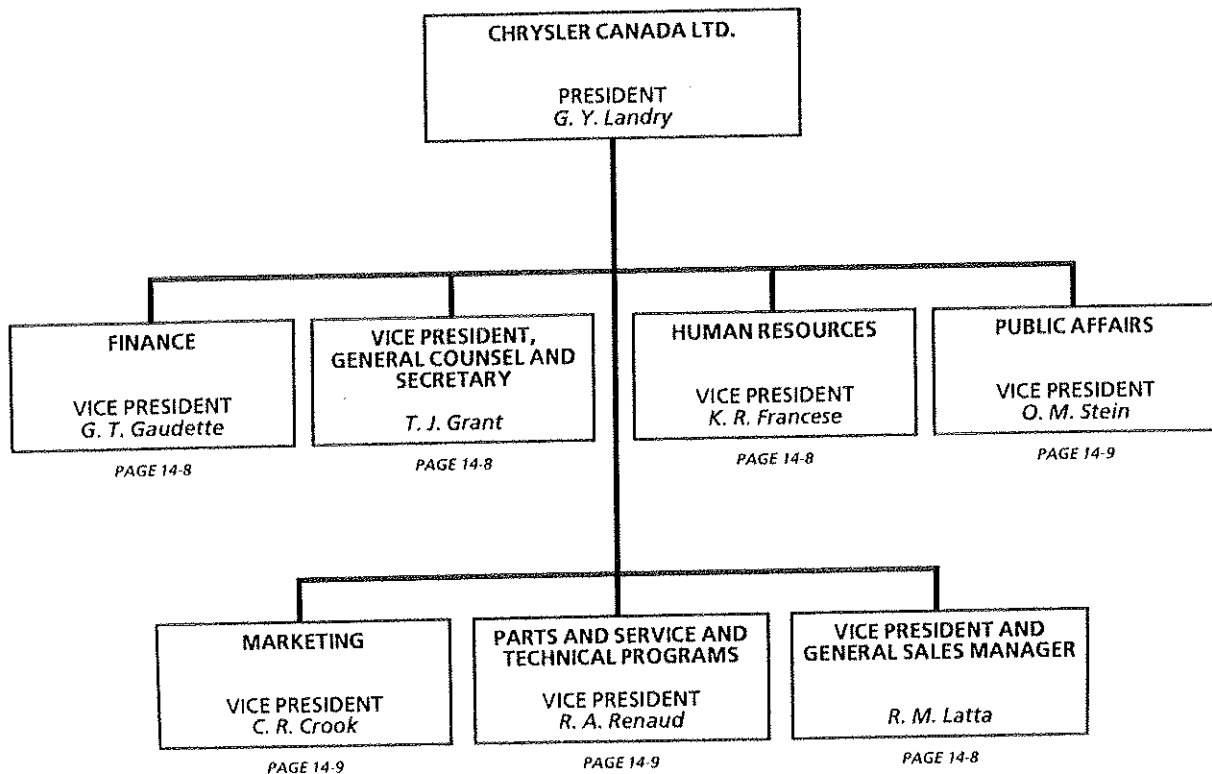 CHRYSLER CANADA LTD.
PRESIDENT
G. Y. Landry
FINANCE
VICE PRESIDENT
G. T. Gaudette
PAGE 14-8
VICE PRESIDENT,
GENERAL COUNSEL AND
SECRETARY
T. J. Grant
PAGE 14-8
HUMAN RESOURCES
VICE PRESIDENT
K. R. Francese
PAGE 14-8
PUBLIC AFFAIRS
VICE PRESIDENT
O. M. Stein
PAGE 14-9
MARKETING
VICE PRESIDENT
C. R. Crook
PAGE 14-9
PARTS AND SERVICE AND
TECHNICAL PROGRAMS
VICE PRESIDENT
R. A. Renaud
PAGE 14-9
VICE PRESIDENT AND
GENERAL SALES MANAGER
R. M. Latta
PAGE 14-8